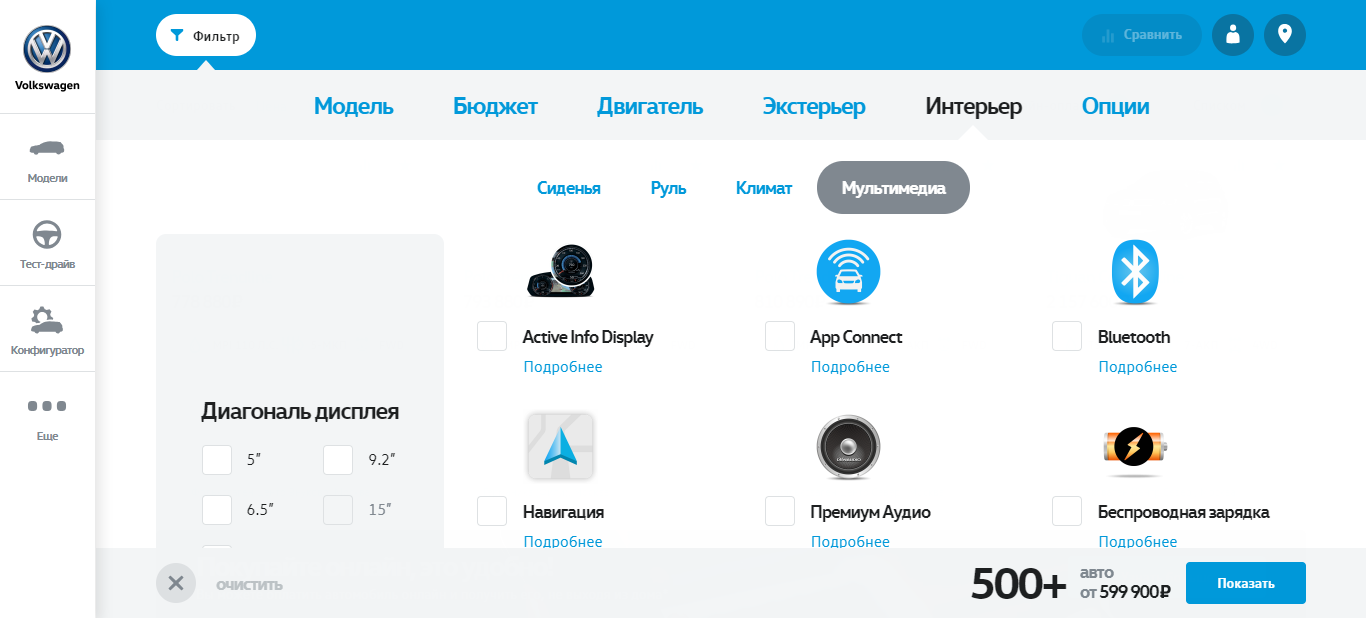 Volkswagen
Модели
Тест-драйв
Конфигуратор
Еще
Фильтр
Сравнить
Модель
Бюджет
Двигатель
Экстерьер
Интерьер
Опции
Сиденья
Руль
Климат
Мультимедиа
Диагональ дисплея
5″
9.2″
6.5″
15″
Active Info Display
Подробнее
App Connect
Подробнее
Bluetooth
Подробнее
Навигация
Подробнее
Премиум Аудио
Подробнее
Беспроводная зарядка
Подробнее
очистить
500+
авто
от 599 900₽
Показать